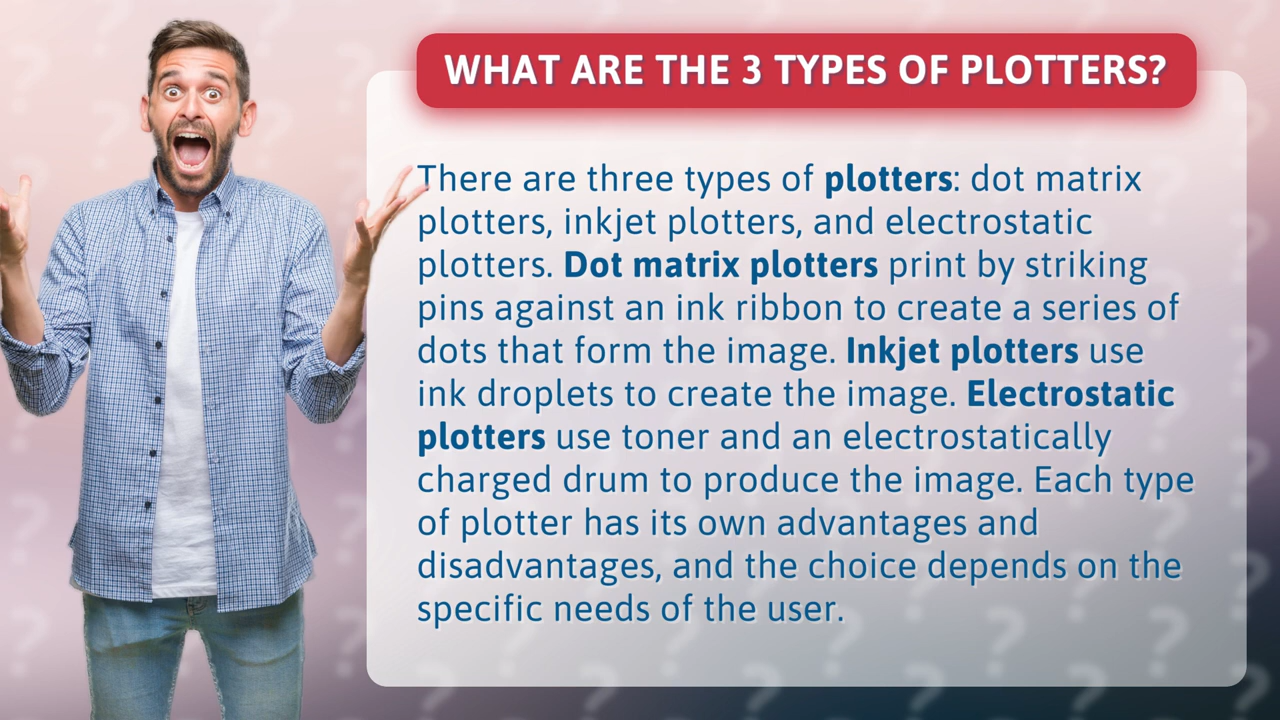 WHAT ARE THE 3 TYPES OF PLOTTERS?
There are three types of plotters: dot matrix
plotters, inkjet plotters, and electrostatic
plotters. Dot matrix plotters print by striking
pins against an ink ribbon to create a series of
dots that form the image. Inkjet plotters use
ink droplets to create the image. Electrostatic
plotters use toner and an electrostatically
charged drum to produce the image. Each type
of plotter has its own advantages and
disadvantages, and the choice depends on the
specific needs of the user.